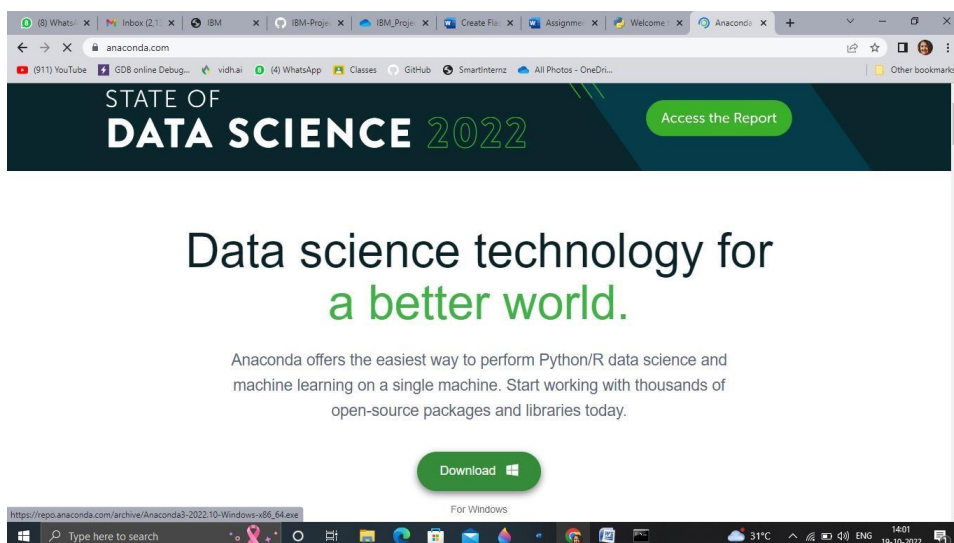 (8) Whats
Inbox (2,1
IBM
IBM-Proje
IBM_Proje
Create Fla
Assignme
Welcome
Anaconda
anaconda.com
(911) YouTube
GDB online Debug...
vidh.ai
(4) WhatsApp
Classes
GitHub
SmartInternz
All Photos - OneDri...
Other bookmarks
STATE OF
DATA SCIENCE 2022
Access the Report
Data science technology for
a better world.
Anaconda offers the easiest way to perform Python/R data science and
machine learning on a single machine. Start working with thousands of
open-source packages and libraries today.
Download
For Windows
https://repo.anaconda.com/archive/Anaconda3-2022.10-Windows-x86_64.exe
Type here to search
31°C
ENG
14:01
19-10-2022